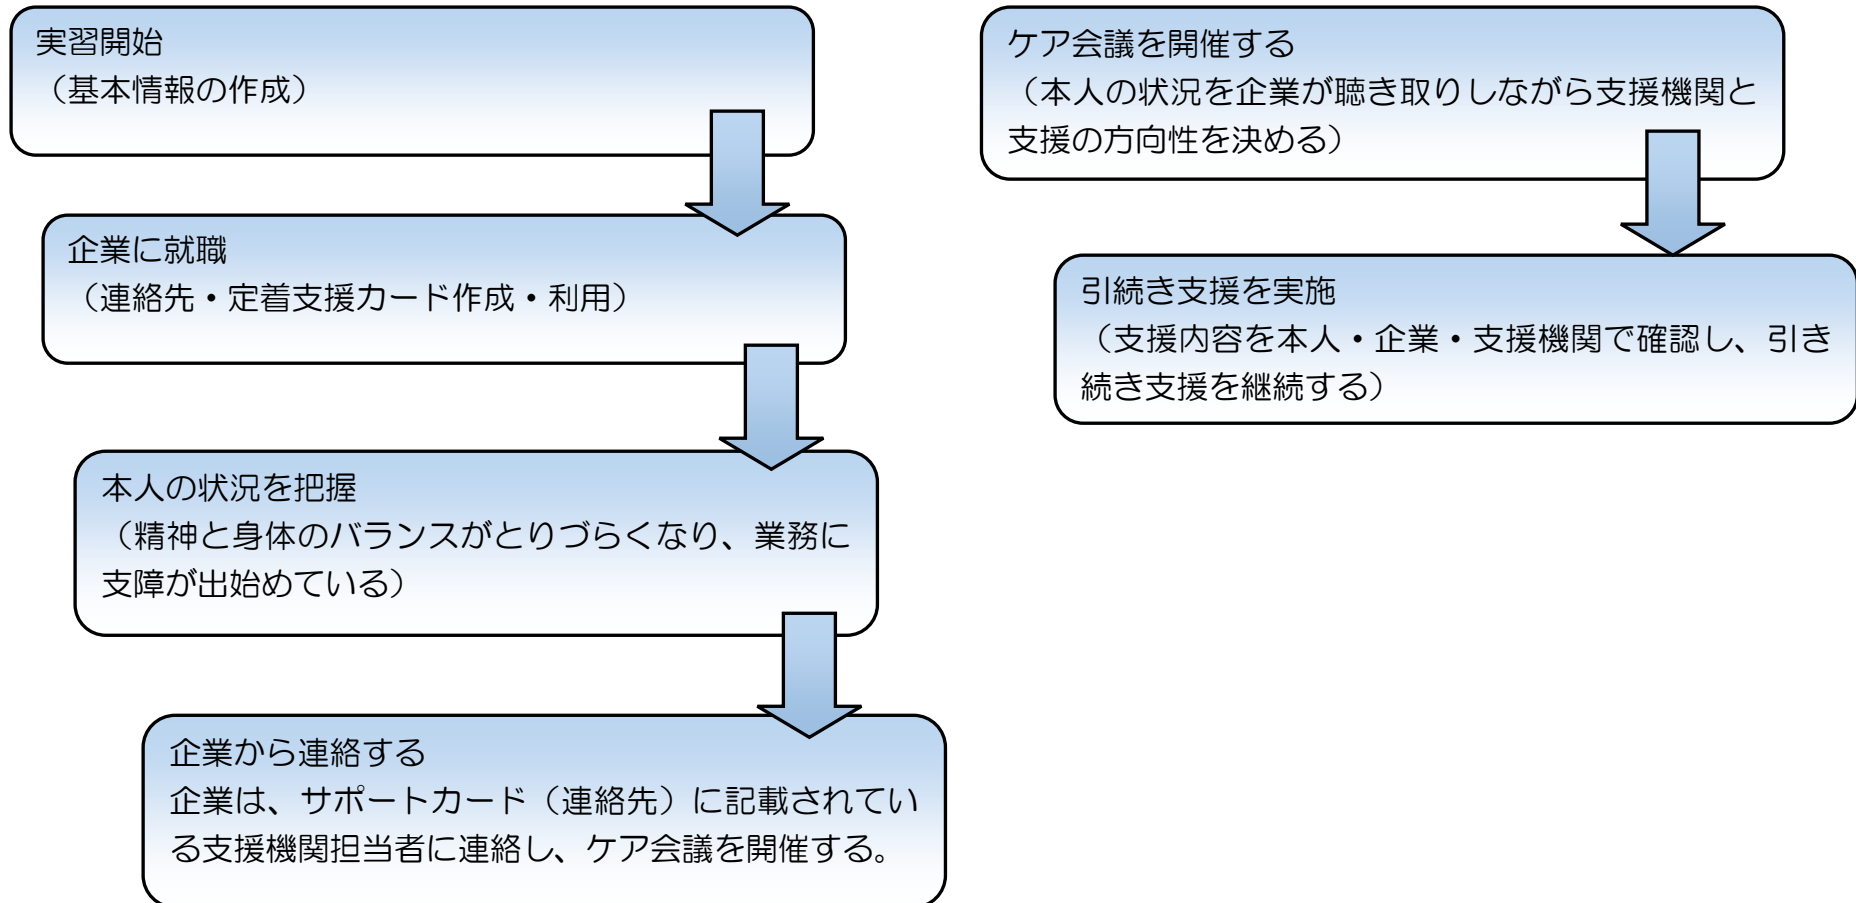 実習開始
（基本情報の作成）
企業に就職
（連絡先・定着支援カード作成・利用）
本人の状況を把握
（精神と身体のバランスがとりづらくなり、業務に
支障が出始めている）
企業から連絡する
企業は、サポートカード（連絡先）に記載されてい
る支援機関担当者に連絡し、ケア会議を開催する。
ケア会議を開催する
（本人の状況を企業が聴き取りしながら支援機関と
支援の方向性を決める）
引続き支援を実施
（支援内容を本人・企業・支援機関で確認し、引き
続き支援を継続する）